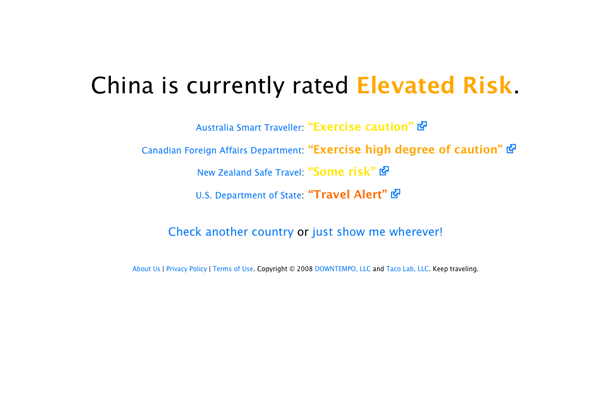 China is currently rated Elevated Risk.
Australia Smart Traveller: “Exercise caution”
Canadian Foreign Affairs Department: “Exercise high degree of caution”
New Zealand Safe Travel: “Some risk”
U.S. Department of State: “Travel Alert”
Check another country or just show me wherever!
About Us | Privacy Policy | Terms of Use. Copyright © 2008 DOWNTEMPO, LLC and Taco Lab, LLC. Keep traveling.